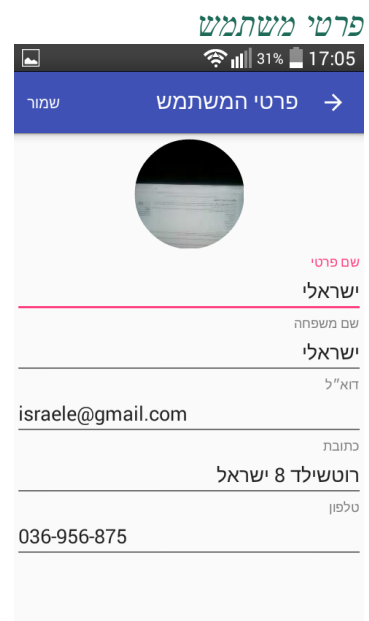 פרטי משתמש
31% 17:05
פרטי המשתמש
שמור
שם פרטי
ישראלי
שם משפחה
ישראלי
דוא״ל
israele@gmail.com
כתובת
רוטשילד 8 ישראל
טלפון
036-956-875